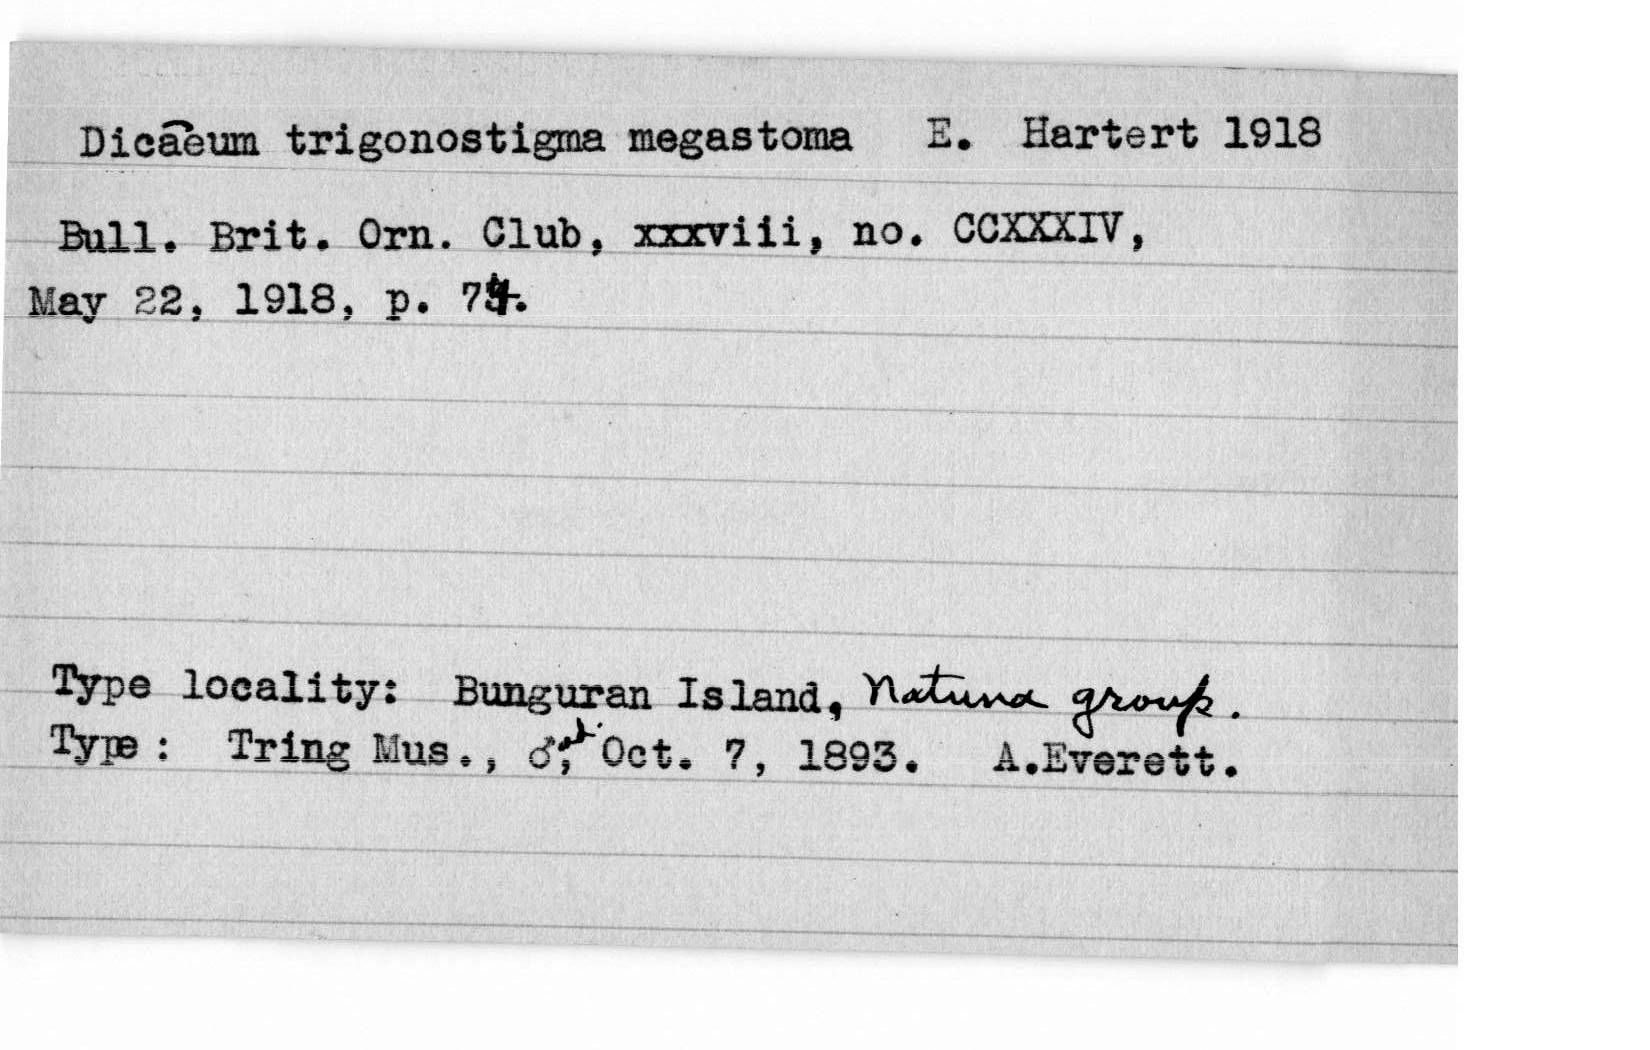 Dicaeum trigonostigma megastoma E. Hartert 1918
Bull. Brit. Orn. Club, xxxviii, no. CCXXXIV,
May 22, 1918, p. 74.
Type locality: Bunguran Island, Natuna group.
Type: Tring Mus., ♂, Oct. 7, 1893. A.Everett.